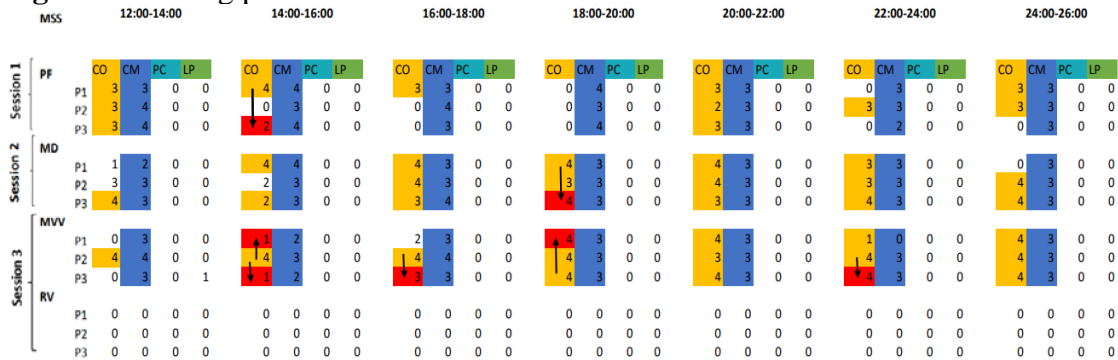 MSS 12:00-14:00 14:00-16:00 16:00-18:00 18:00-20:00 20:00-22:00 22:00-24:00 24:00-26:00
Session 1
PF CO CM PC LP CO CM PC LP CO CM PC LP CO CM PC LP CO CM PC LP CO CM PC LP CO CM PC LP
P1 3 3 0 0 4 4 0 0 3 3 0 0 0 4 0 0 3 3 0 0 0 3 0 0 3 3 0 0
P2 3 4 0 0 0 3 0 0 0 4 0 0 0 3 0 0 2 3 0 0 3 3 0 0 3 3 0 0
P3 3 4 0 0 2 4 0 0 0 3 0 0 0 4 0 0 3 3 0 0 0 2 0 0 0 3 0 0
Session 2
MD
P1 1 2 0 0 4 4 0 0 4 3 0 0 4 3 0 0 4 3 0 0 3 3 0 0 0 3 0 0
P2 3 3 0 0 2 3 0 0 4 3 0 0 3 3 0 0 4 3 0 0 3 3 0 0 4 3 0 0
P3 4 3 0 0 2 3 0 0 3 4 0 0 4 3 0 0 4 3 0 0 4 3 0 0 4 3 0 0
Session 3
MVV
P1 0 3 0 0 1 2 0 0 2 3 0 0 4 3 0 0 4 3 0 0 1 0 0 0 4 3 0 0
P2 4 4 0 0 4 3 0 0 4 4 0 0 4 3 0 0 4 3 0 0 4 3 0 0 4 3 0 0
P3 0 3 0 1 1 2 0 0 3 3 0 0 4 3 0 0 4 3 0 0 4 3 0 0 4 3 0 0
RV
P1 0 0 0 0 0 0 0 0 0 0 0 0 0 0 0 0 0 0 0 0 0 0 0 0 0 0 0 0
P2 0 0 0 0 0 0 0 0 0 0 0 0 0 0 0 0 0 0 0 0 0 0 0 0 0 0 0 0
P3 0 0 0 0 0 0 0 0 0 0 0 0 0 0 0 0 0 0 0 0 0 0 0 0 0 0 0 0